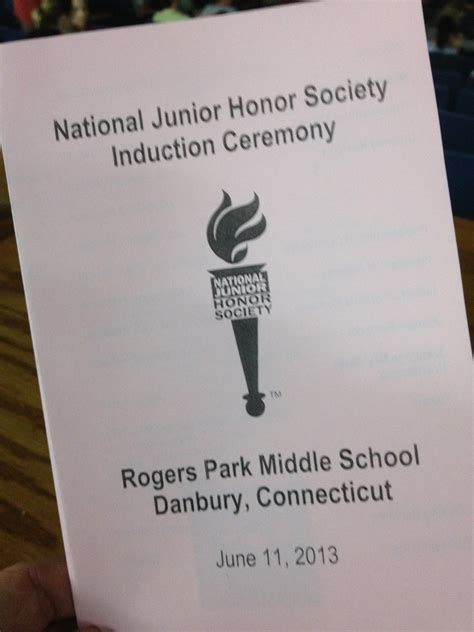 National Junior Honor Society
Induction Ceremony
NATIONAL
JUNIOR
HONOR
SOCIETY
TM
Rogers Park Middle School
Danbury, Connecticut
June 11, 2013